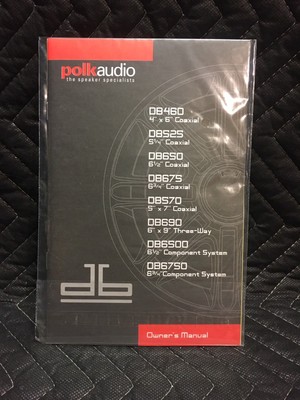 polkaudio
the speaker specialists
DB460
4" x 6" Coaxial
DB525
5¼" Coaxial
DB650
6½" Coaxial
DB675
6¾" Coaxial
DB570
5" x 7" Coaxial
DB690
6" x 9" Three-Way
DB6500
6½" Component System
DB6750
6¾" Component System
db
Owner's Manual